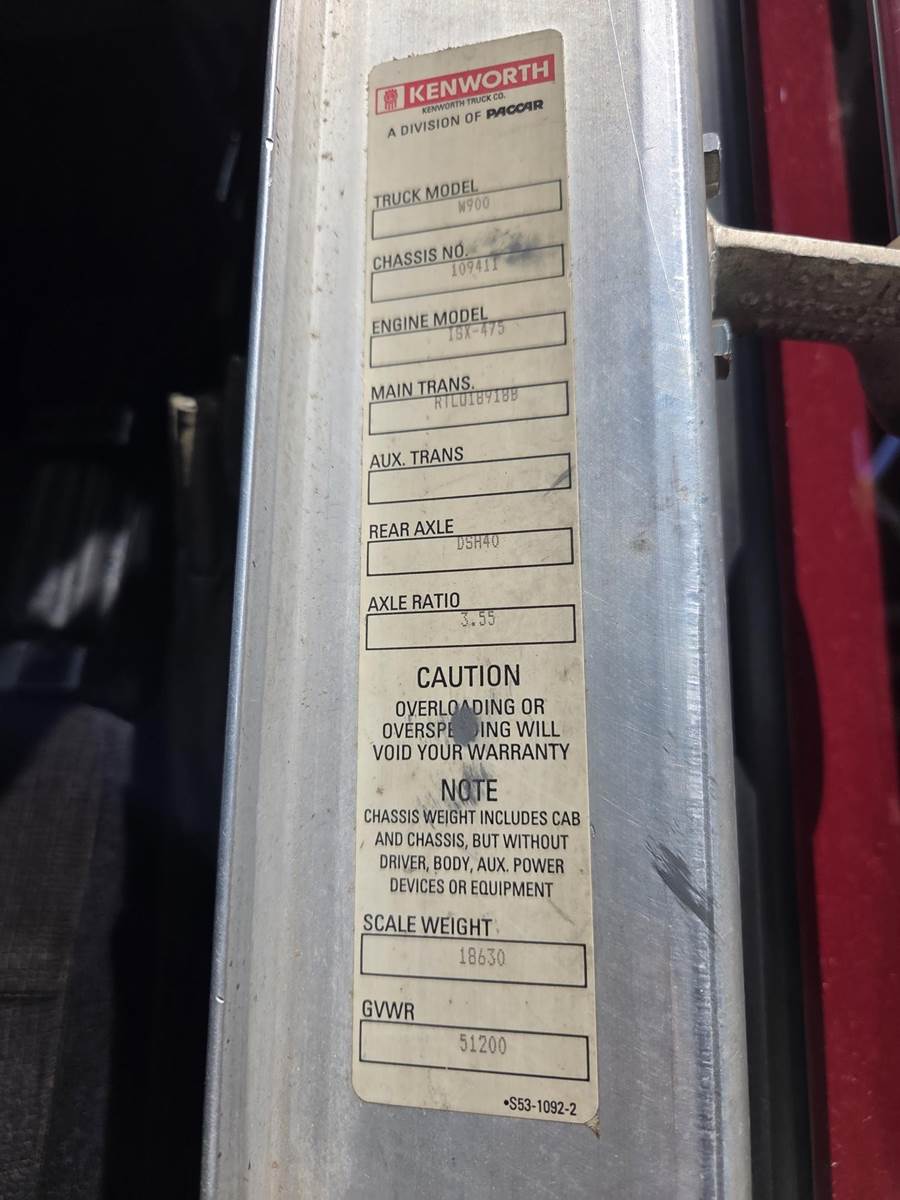 KENWORTH
KENWORTH TRUCK CO.
A DIVISION OF PACCAR
TRUCK MODEL
W900
CHASSIS NO.
109411
ENGINE MODEL
ISX-475
MAIN TRANS.
RTLO18918B
AUX. TRANS
REAR AXLE
DSH40
AXLE RATIO
3.55
CAUTION
OVERLOADING OR
OVERSPEEDING WILL
VOID YOUR WARRANTY
NOTE
CHASSIS WEIGHT INCLUDES CAB
AND CHASSIS, BUT WITHOUT
DRIVER, BODY, AUX. POWER
DEVICES OR EQUIPMENT
SCALE WEIGHT
18630
GVWR
51200
•S53-1092-2